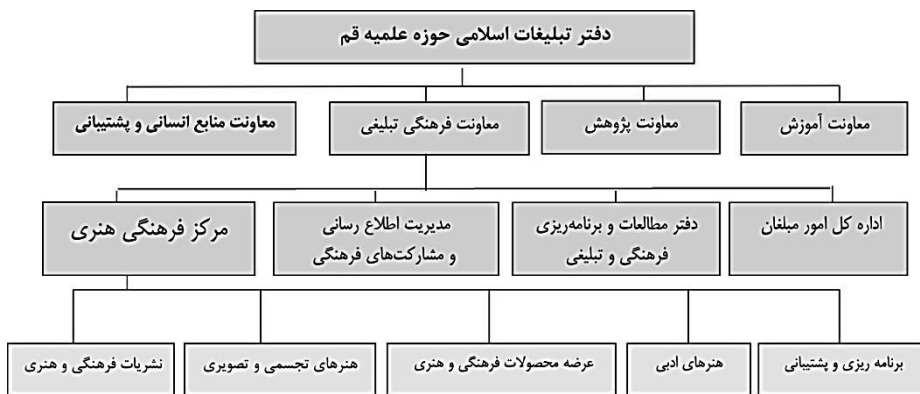 دفتر تبلیغات اسلامی حوزه علمیه قم
معاونت آموزش
معاونت پژوهش
معاونت فرهنگی تبلیغی
معاونت منابع انسانی و پشتیبانی
اداره کل امور مبلغان
دفتر مطالعات و برنامه‌ریزی
فرهنگی و تبلیغی
مدیریت اطلاع رسانی
و مشارکت‌های فرهنگی
مرکز فرهنگی هنری
برنامه ریزی و پشتیبانی
هنرهای ادبی
عرضه محصولات فرهنگی و هنری
هنرهای تجسمی و تصویری
نشریات فرهنگی و هنری